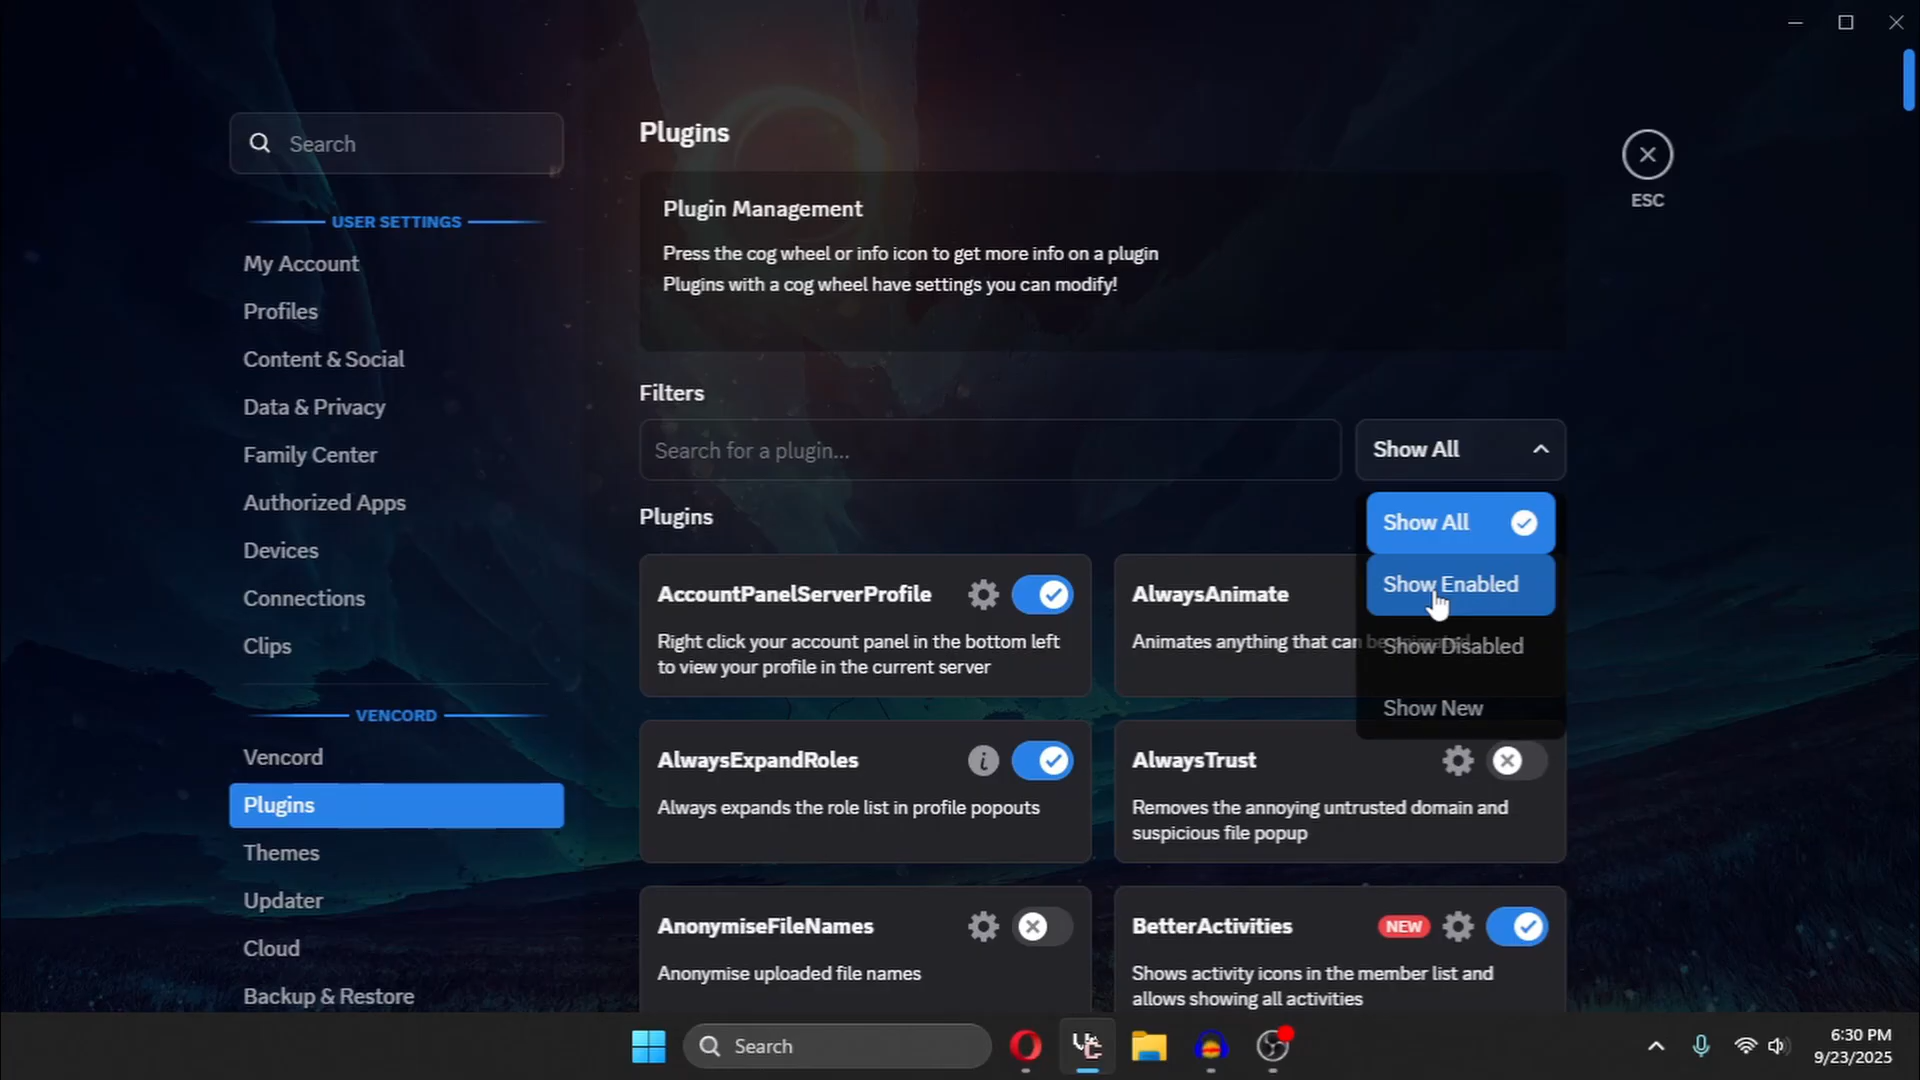 Search
USER SETTINGS
My Account
Profiles
Content & Social
Data & Privacy
Family Center
Authorized Apps
Devices
Connections
Clips
VENCORD
Vencord
Plugins
Themes
Updater
Cloud
Backup & Restore
Plugins
Plugin Management
Press the cog wheel or info icon to get more info on a plugin
Plugins with a cog wheel have settings you can modify!
ESC
Filters
Search for a plugin...
Show All
Show All
Show Enabled
Show Disabled
Show New
Plugins
AccountPanelServerProfile
Right click your account panel in the bottom left
to view your profile in the current server
AlwaysAnimate
Animates anything that can be animated
AlwaysExpandRoles
Always expands the role list in profile popouts
AlwaysTrust
Removes the annoying untrusted domain and
suspicious file popup
AnonymiseFileNames
Anonymise uploaded file names
BetterActivities
NEW
Shows activity icons in the member list and
allows showing all activities
Search
6:30 PM
9/23/2025